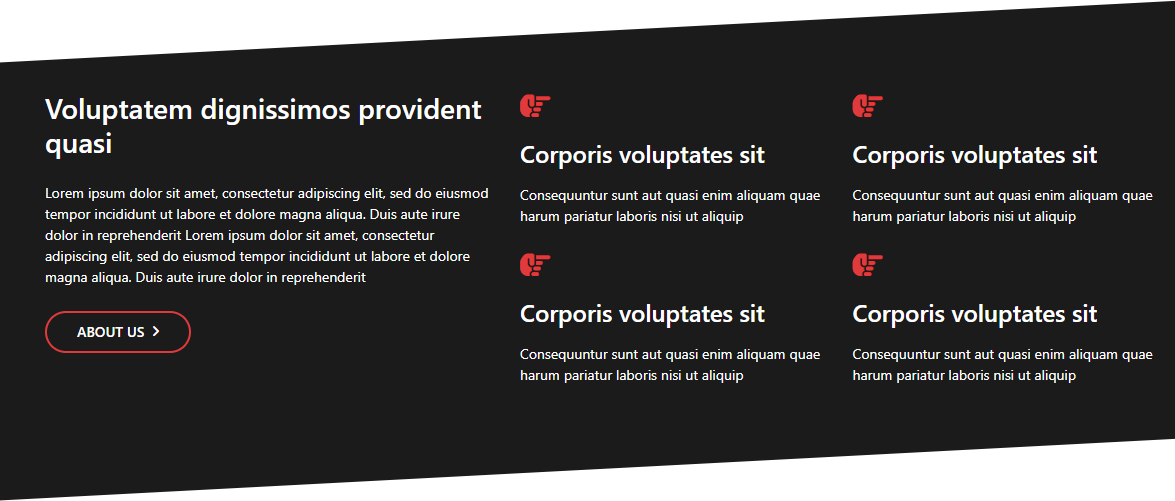 Voluptatem dignissimos provident
quasi
Lorem ipsum dolor sit amet, consectetur adipiscing elit, sed do eiusmod
tempor incididunt ut labore et dolore magna aliqua. Duis aute irure
dolor in reprehenderit Lorem ipsum dolor sit amet, consectetur
adipiscing elit, sed do eiusmod tempor incididunt ut labore et dolore
magna aliqua. Duis aute irure dolor in reprehenderit
ABOUT US
Corporis voluptates sit
Consequuntur sunt aut quasi enim aliquam quae
harum pariatur laboris nisi ut aliquip
Corporis voluptates sit
Consequuntur sunt aut quasi enim aliquam quae
harum pariatur laboris nisi ut aliquip
Corporis voluptates sit
Consequuntur sunt aut quasi enim aliquam quae
harum pariatur laboris nisi ut aliquip
Corporis voluptates sit
Consequuntur sunt aut quasi enim aliquam quae
harum pariatur laboris nisi ut aliquip